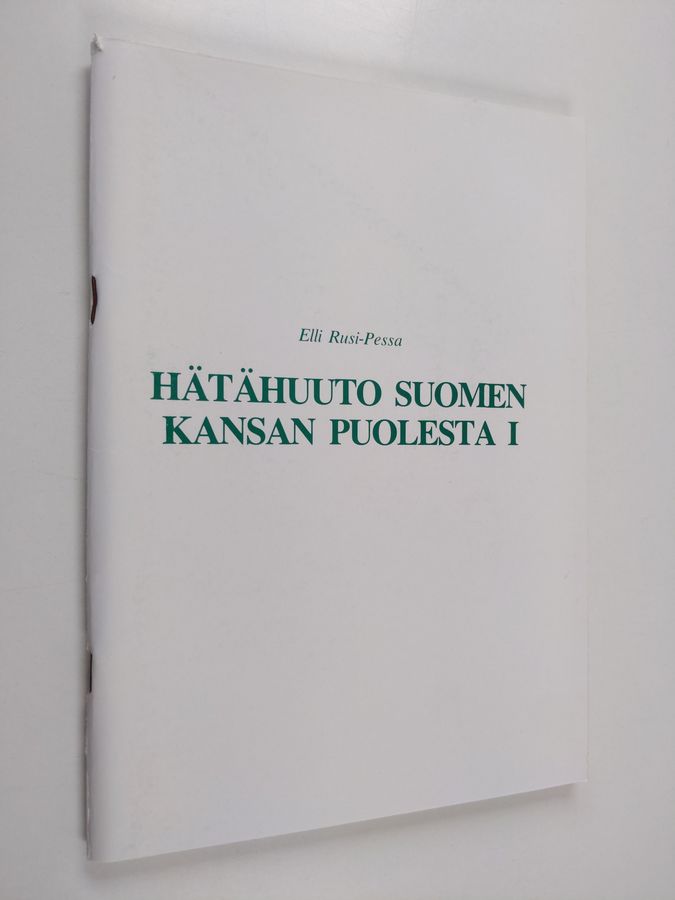 Elli Rusi-Pessa
HÄTÄHUUTO SUOMEN
KANSAN PUOLESTA I